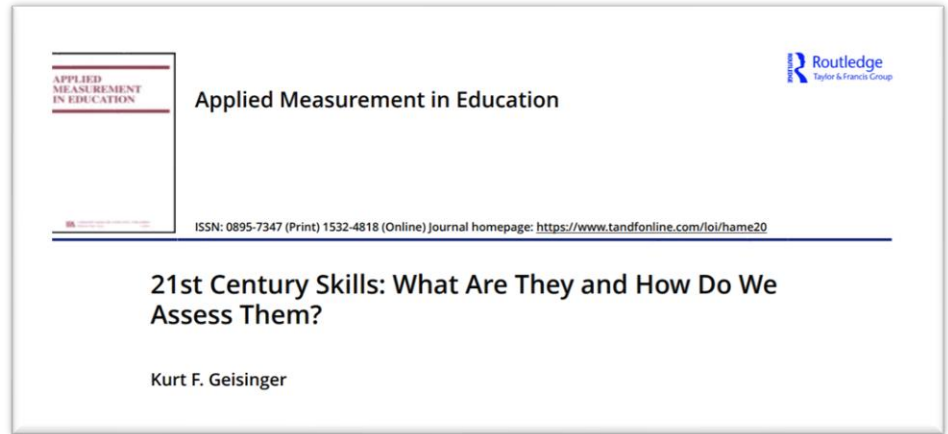 APPLIED
MEASUREMENT
IN EDUCATION
Routledge
Taylor & Francis Group
Applied Measurement in Education
ISSN: 0895-7347 (Print) 1532-4818 (Online) Journal homepage: https://www.tandfonline.com/loi/hame20
21st Century Skills: What Are They and How Do We
Assess Them?
Kurt F. Geisinger